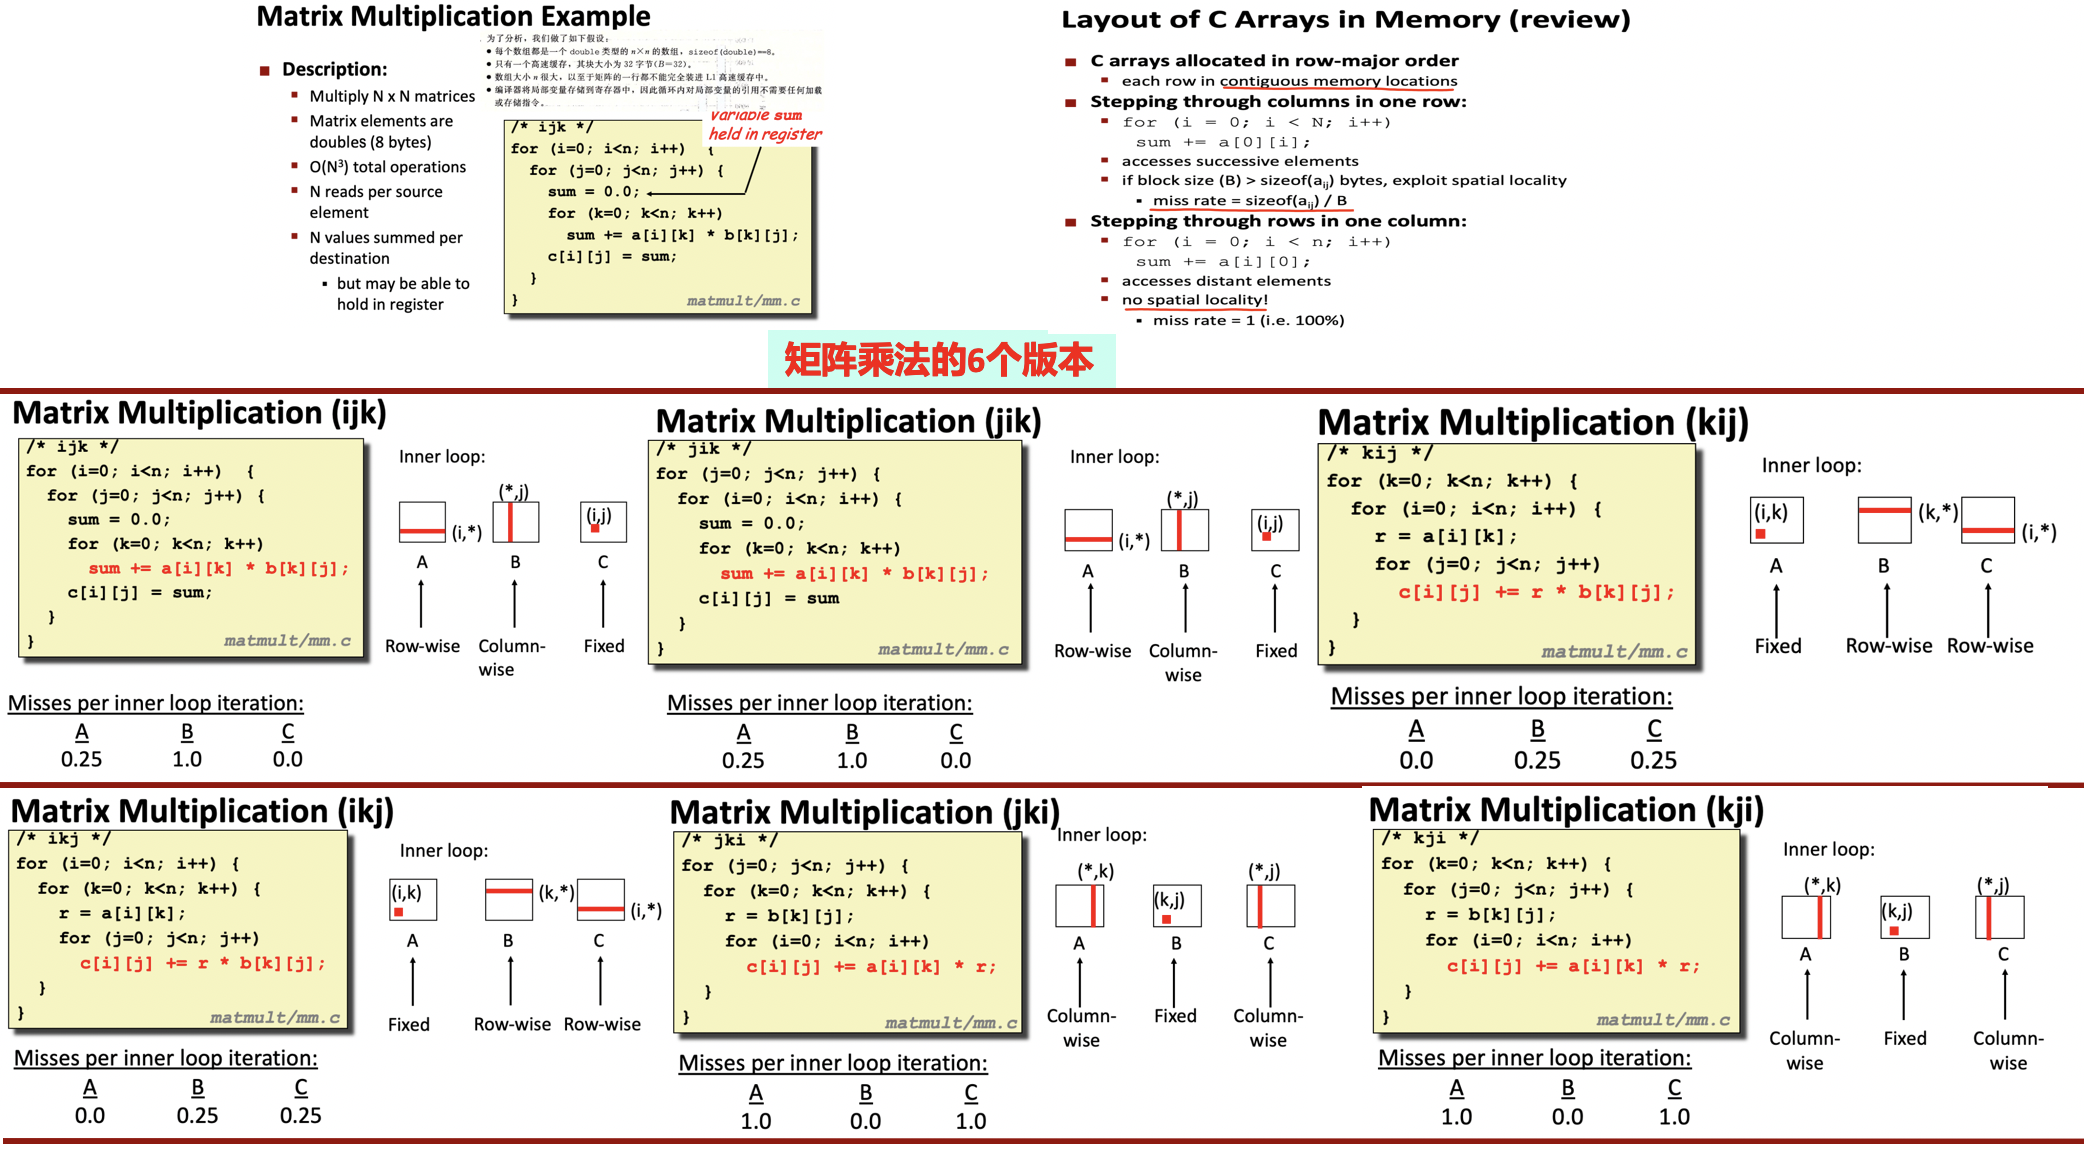 Matrix Multiplication Example
为了分析，我们做了如下假设：
● 每个数组都是一个 double 类型的 n×n 的数组，sizeof(double)==8。
● 只有一个高速缓存，其块大小为 32 字节(B=32)。
● 数组大小 n 很大，以至于矩阵的一行都不能完全装进 L1 高速缓存中。
● 编译器将局部变量存储到寄存器中，因此循环内对局部变量的引用不需要任何加载
或存储指令。
Description:
Multiply N x N matrices
Matrix elements are
doubles (8 bytes)
O(N³) total operations
N reads per source
element
N values summed per
destination
but may be able to
hold in register
Variable sum
held in register
/* ijk */
for (i=0; i<n; i++) {
for (j=0; j<n; j++) {
sum = 0.0;
for (k=0; k<n; k++)
sum += a[i][k] * b[k][j];
c[i][j] = sum;
}
}
matmult/mm.c
Layout of C Arrays in Memory (review)
C arrays allocated in row-major order
each row in contiguous memory locations
Stepping through columns in one row:
for (i = 0; i < N; i++)
sum += a[0][i];
accesses successive elements
if block size (B) > sizeof(aij) bytes, exploit spatial locality
miss rate = sizeof(aij) / B
Stepping through rows in one column:
for (i = 0; i < n; i++)
sum += a[i][0];
accesses distant elements
no spatial locality!
miss rate = 1 (i.e. 100%)
矩阵乘法的6个版本
Matrix Multiplication (ijk)
/* ijk */
for (i=0; i<n; i++) {
for (j=0; j<n; j++) {
sum = 0.0;
for (k=0; k<n; k++)
sum += a[i][k] * b[k][j];
c[i][j] = sum;
}
}
matmult/mm.c
Inner loop:
(*,j)
(i,j)
(i,*)
A B C
Row-wise Column-
wise Fixed
Misses per inner loop iteration:
A B C
0.25 1.0 0.0
Matrix Multiplication (jik)
/* jik */
for (j=0; j<n; j++) {
for (i=0; i<n; i++) {
sum = 0.0;
for (k=0; k<n; k++)
sum += a[i][k] * b[k][j];
c[i][j] = sum
}
}
matmult/mm.c
Inner loop:
(*,j)
(i,j)
(i,*)
A B C
Row-wise Column-
wise Fixed
Misses per inner loop iteration:
A B C
0.25 1.0 0.0
Matrix Multiplication (kij)
/* kij */
for (k=0; k<n; k++) {
for (i=0; i<n; i++) {
r = a[i][k];
for (j=0; j<n; j++)
c[i][j] += r * b[k][j];
}
}
matmult/mm.c
Inner loop:
(i,k) (k,*)
(i,*)
A B C
Fixed Row-wise Row-wise
Misses per inner loop iteration:
A B C
0.0 0.25 0.25
Matrix Multiplication (ikj)
/* ikj */
for (i=0; i<n; i++) {
for (k=0; k<n; k++) {
r = a[i][k];
for (j=0; j<n; j++)
c[i][j] += r * b[k][j];
}
}
matmult/mm.c
Inner loop:
(i,k) (k,*)
(i,*)
A B C
Fixed Row-wise Row-wise
Misses per inner loop iteration:
A B C
0.0 0.25 0.25
Matrix Multiplication (jki)
/* jki */
for (j=0; j<n; j++) {
for (k=0; k<n; k++) {
r = b[k][j];
for (i=0; i<n; i++)
c[i][j] += a[i][k] * r;
}
}
matmult/mm.c
Inner loop:
(*,k) (*,j)
(k,j)
A B C
Column-
wise Fixed Column-
wise
Misses per inner loop iteration:
A B C
1.0 0.0 1.0
Matrix Multiplication (kji)
/* kji */
for (k=0; k<n; k++) {
for (j=0; j<n; j++) {
r = b[k][j];
for (i=0; i<n; i++)
c[i][j] += a[i][k] * r;
}
}
matmult/mm.c
Inner loop:
(*,k) (*,j)
(k,j)
A B C
Column-
wise Fixed Column-
wise
Misses per inner loop iteration:
A B C
1.0 0.0 1.0